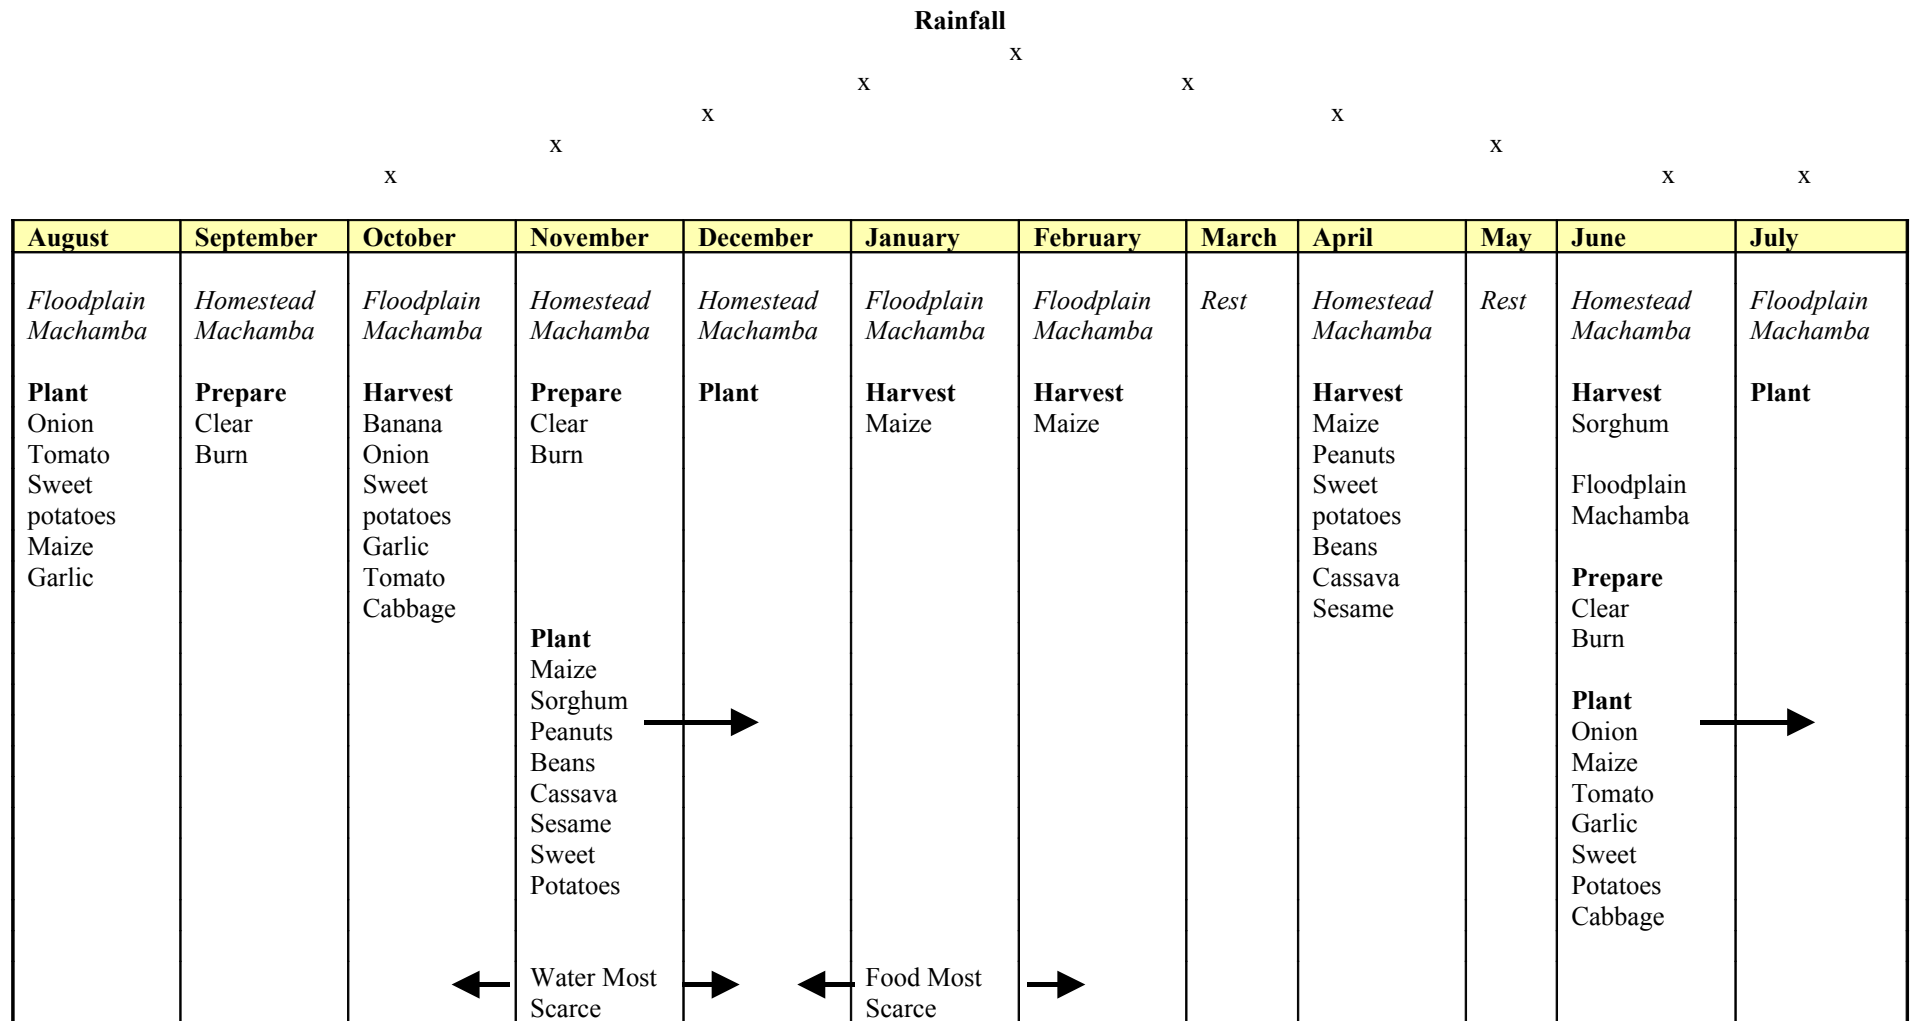 Rainfall
x
x x
x x
x x
x x x
August September October November December January February March April May June July
Floodplain Homestead Floodplain Homestead Homestead Floodplain Floodplain Rest Homestead Rest Homestead Floodplain
Machamba Machamba Machamba Machamba Machamba Machamba Machamba Machamba Machamba Machamba
Plant Prepare Harvest Prepare Plant Harvest Harvest Harvest Harvest Plant
Onion Clear Banana Clear Maize Maize Maize Sorghum
Tomato Burn Onion Burn Peanuts
Sweet Sweet Sweet Floodplain
potatoes potatoes potatoes Machamba
Maize Garlic Beans
Garlic Tomato Cassava Prepare
Cabbage Sesame Clear
Plant Burn
Maize
Sorghum Plant
Peanuts Onion
Beans Maize
Cassava Tomato
Sesame Garlic
Sweet Sweet
Potatoes Potatoes
Cabbage
Water Most Food Most
Scarce Scarce